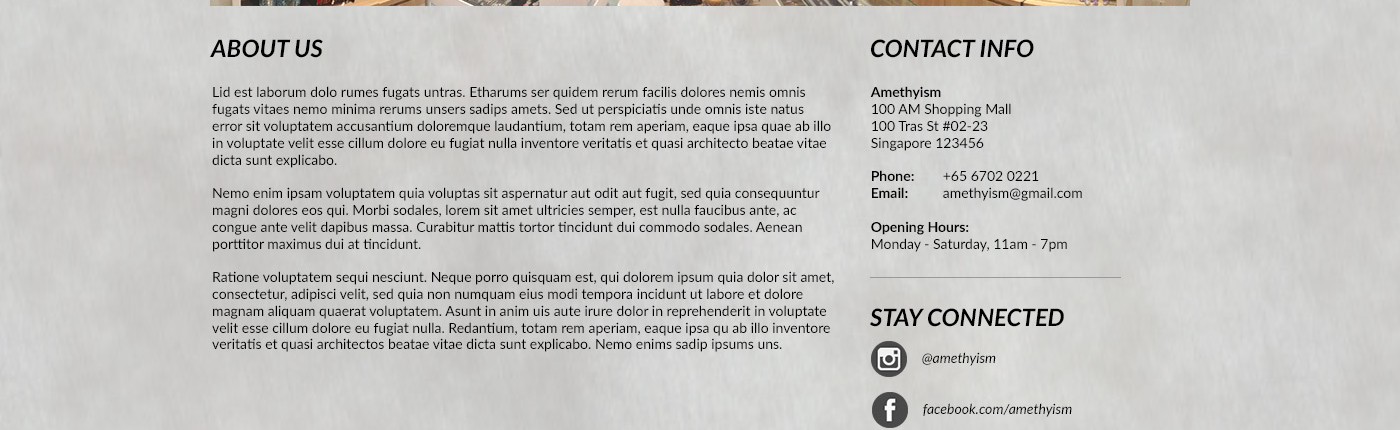 ABOUT US
Lid est laborum dolo rumes fugats untras. Etharums ser quidem rerum facilis dolores nemis omnis
fugats vitaes nemo minima rerums unsers sadips amets. Sed ut perspiciatis unde omnis iste natus
error sit voluptatem accusantium doloremque laudantium, totam rem aperiam, eaque ipsa quae ab illo
in voluptate velit esse cillum dolore eu fugiat nulla inventore veritatis et quasi architecto beatae vitae
dicta sunt explicabo.
Nemo enim ipsam voluptatem quia voluptas sit aspernatur aut odit aut fugit, sed quia consequuntur
magni dolores eos qui. Morbi sodales, lorem sit amet ultricies semper, est nulla faucibus ante, ac
congue ante velit dapibus massa. Curabitur mattis tortor tincidunt dui commodo sodales. Aenean
porttitor maximus dui at tincidunt.
Ratione voluptatem sequi nesciunt. Neque porro quisquam est, qui dolorem ipsum quia dolor sit amet,
consectetur, adipisci velit, sed quia non numquam eius modi tempora incidunt ut labore et dolore
magnam aliquam quaerat voluptatem. Asunt in anim uis aute irure dolor in reprehenderit in voluptate
velit esse cillum dolore eu fugiat nulla. Redantium, totam rem aperiam, eaque ipsa qu ab illo inventore
veritatis et quasi architectos beatae vitae dicta sunt explicabo. Nemo enims sadip ipsums uns.
CONTACT INFO
Amethyism
100 AM Shopping Mall
100 Tras St #02-23
Singapore 123456
Phone: +65 6702 0221
Email: amethyism@gmail.com
Opening Hours:
Monday - Saturday, 11am - 7pm
STAY CONNECTED
@amethyism
facebook.com/amethyism